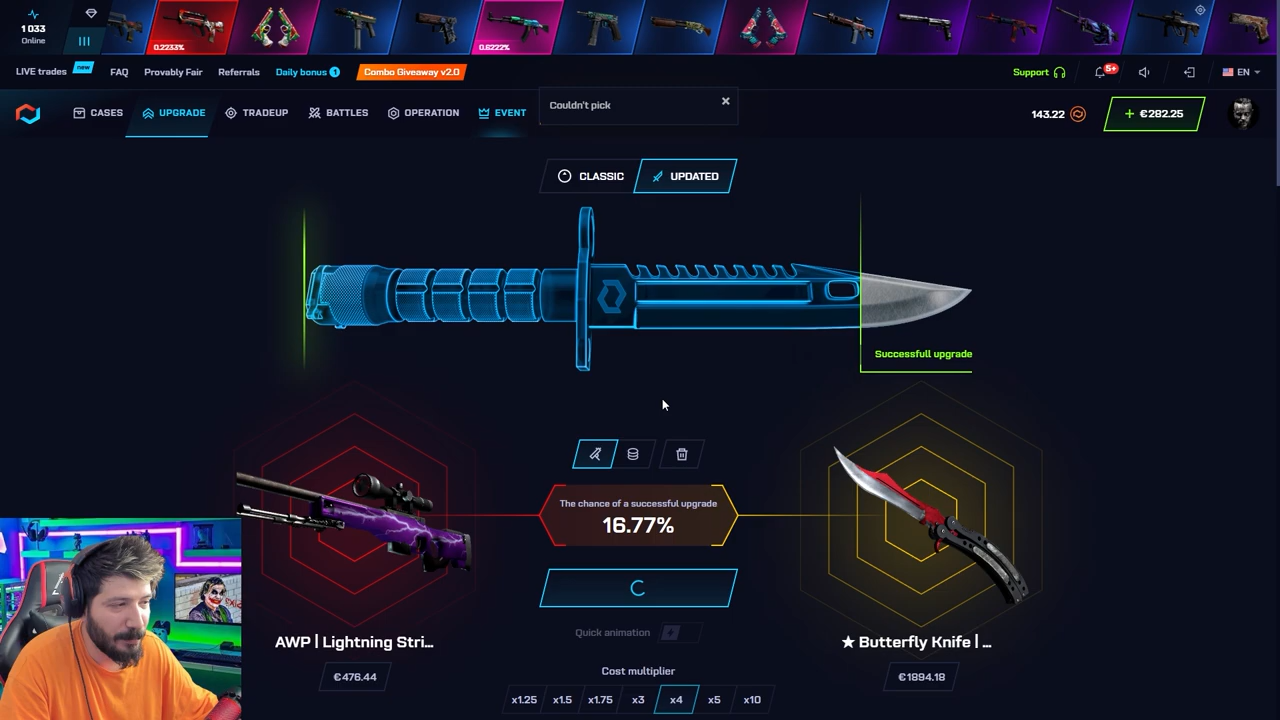 1 033
Online
0.2233%
0.6222%
LIVE trades
new
FAQ
Provably Fair
Referrals
Daily bonus 1
Combo Giveaway v2.0
Support
5+
EN
CASES
UPGRADE
TRADEUP
BATTLES
OPERATION
EVENT
Couldn't pick
143.22
+ €282.25
CLASSIC
UPDATED
Successfull upgrade
The chance of a successful upgrade
16.77%
Quick animation
AWP | Lightning Stri...
€476.44
★ Butterfly Knife | ...
€1894.18
Cost multiplier
x1.25 x1.5 x1.75 x3 x4 x5 x10